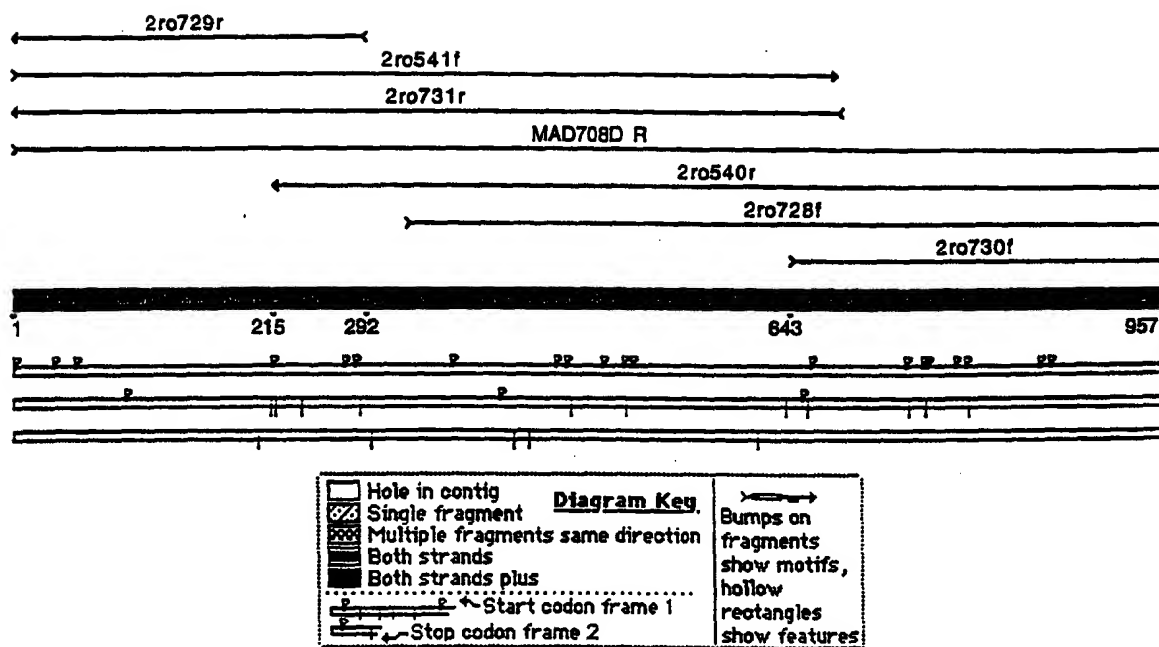 2ro729r
2ro541f
2ro731r
MAD708D R
2ro540r
2ro728f
2ro730f
1 215 292 643 957
Diagram Key
Hole in contig
Single fragment
Multiple fragments same direction
Both strands
Both strands plus
Start codon frame 1
Stop codon frame 2
Bumps on
fragments
show motifs,
hollow
rectangles
show features